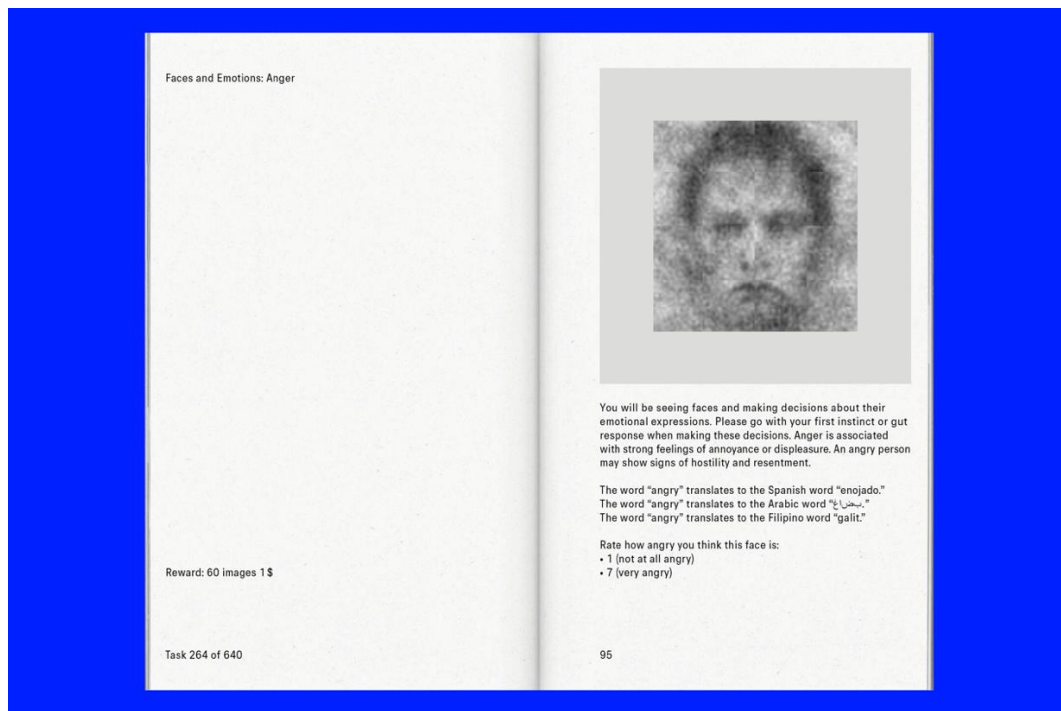 Faces and Emotions: Anger
Reward: 60 images 1 $
Task 264 of 640
You will be seeing faces and making decisions about their
emotional expressions. Please go with your first instinct or gut
response when making these decisions. Anger is associated
with strong feelings of annoyance or displeasure. An angry person
may show signs of hostility and resentment.
The word “angry” translates to the Spanish word “enojado.”
The word “angry” translates to the Arabic word “بضاغ.”
The word “angry” translates to the Filipino word “galit.”
Rate how angry you think this face is:
• 1 (not at all angry)
• 7 (very angry)
95